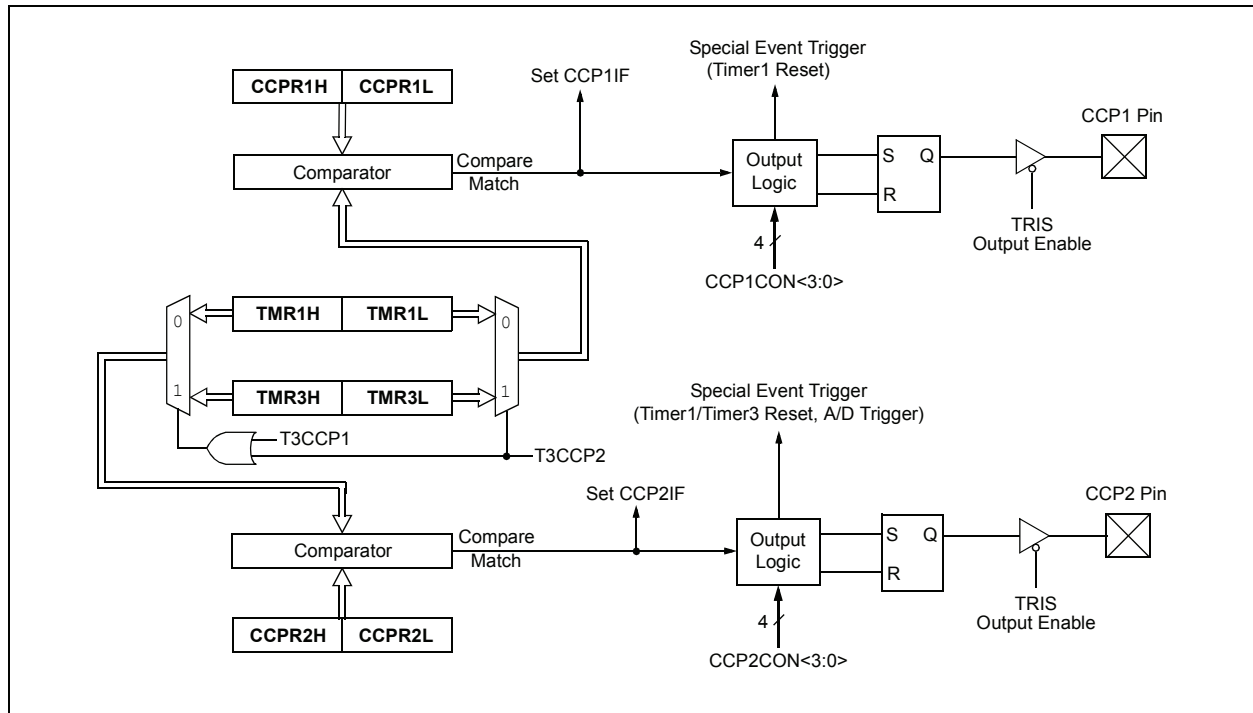 Special Event Trigger
(Timer1 Reset)
CCPR1H CCPR1L
Set CCP1IF
CCP1 Pin
Comparator
Compare
Match
Output
Logic
S Q
R
TRIS
Output Enable
4
CCP1CON<3:0>
0 TMR1H TMR1L 0
1 TMR3H TMR3L 1
T3CCP1
T3CCP2
Special Event Trigger
(Timer1/Timer3 Reset, A/D Trigger)
Set CCP2IF
CCP2 Pin
Comparator
Compare
Match
Output
Logic
S Q
R
TRIS
Output Enable
CCPR2H CCPR2L
4
CCP2CON<3:0>